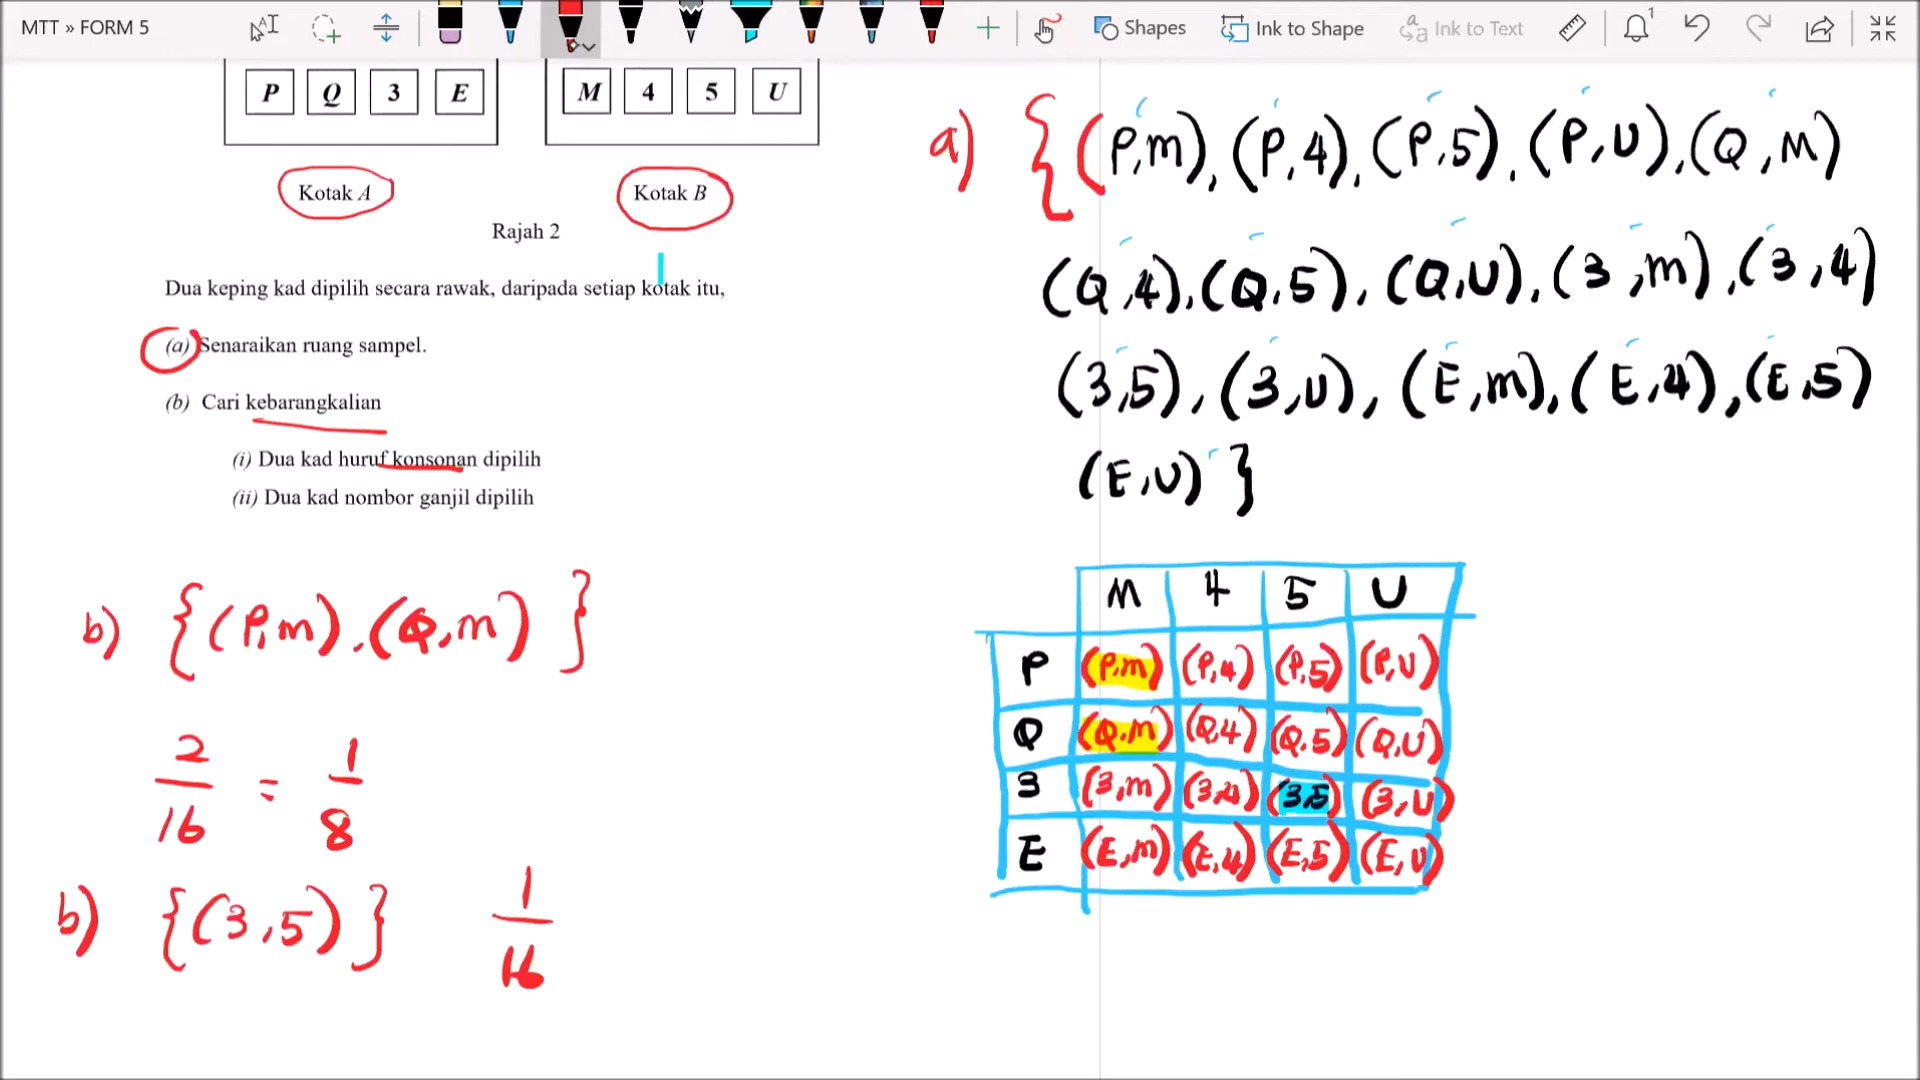 MTT » FORM 5
Shapes
Ink to Shape
Ink to Text
1
P Q 3 E
M 4 5 U
Kotak A
Kotak B
Rajah 2
Dua keping kad dipilih secara rawak, daripada setiap kotak itu,
(a) Senaraikan ruang sampel.
(b) Cari kebarangkalian
(i) Dua kad huruf konsonan dipilih
(ii) Dua kad nombor ganjil dipilih
b) {(P,m).(Q,m)}
2/16 = 1/8
b) {(3,5)} 1/16
a) {(P,m), (P,4), (P,5), (P,U), (Q,M)
(Q,4), (Q,5), (Q,U), (3,m), (3,4)
(3,5), (3,U), (E,m), (E,4), (E,5)
(E,U)}
M 4 5 U
P (P,m) (P,4) (P,5) (P,U)
Q (Q.m) (Q,4) (Q.5) (Q,U)
3 (3,m) (3,4) (3,5) (3,U)
E (E,m) (E,4) (E,5) (E,U)